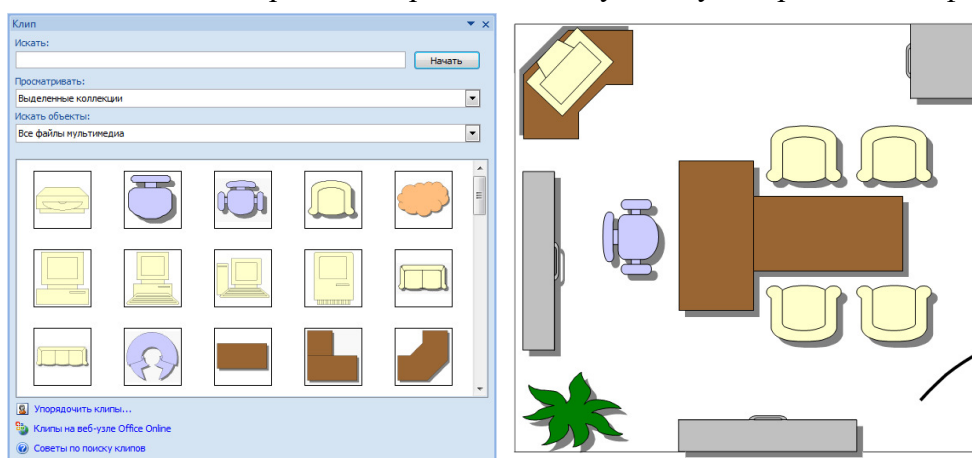 Клип
Искать:
Начать
Просматривать:
Выделенные коллекции
Искать объекты:
Все файлы мультимедиа
Упорядочить клипы...
Клипы на веб-узле Office Online
Советы по поиску клипов